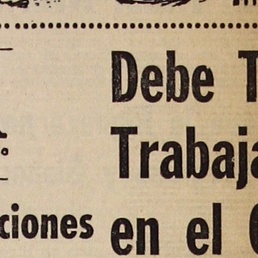 Debe
Trabaja
ciones
en el